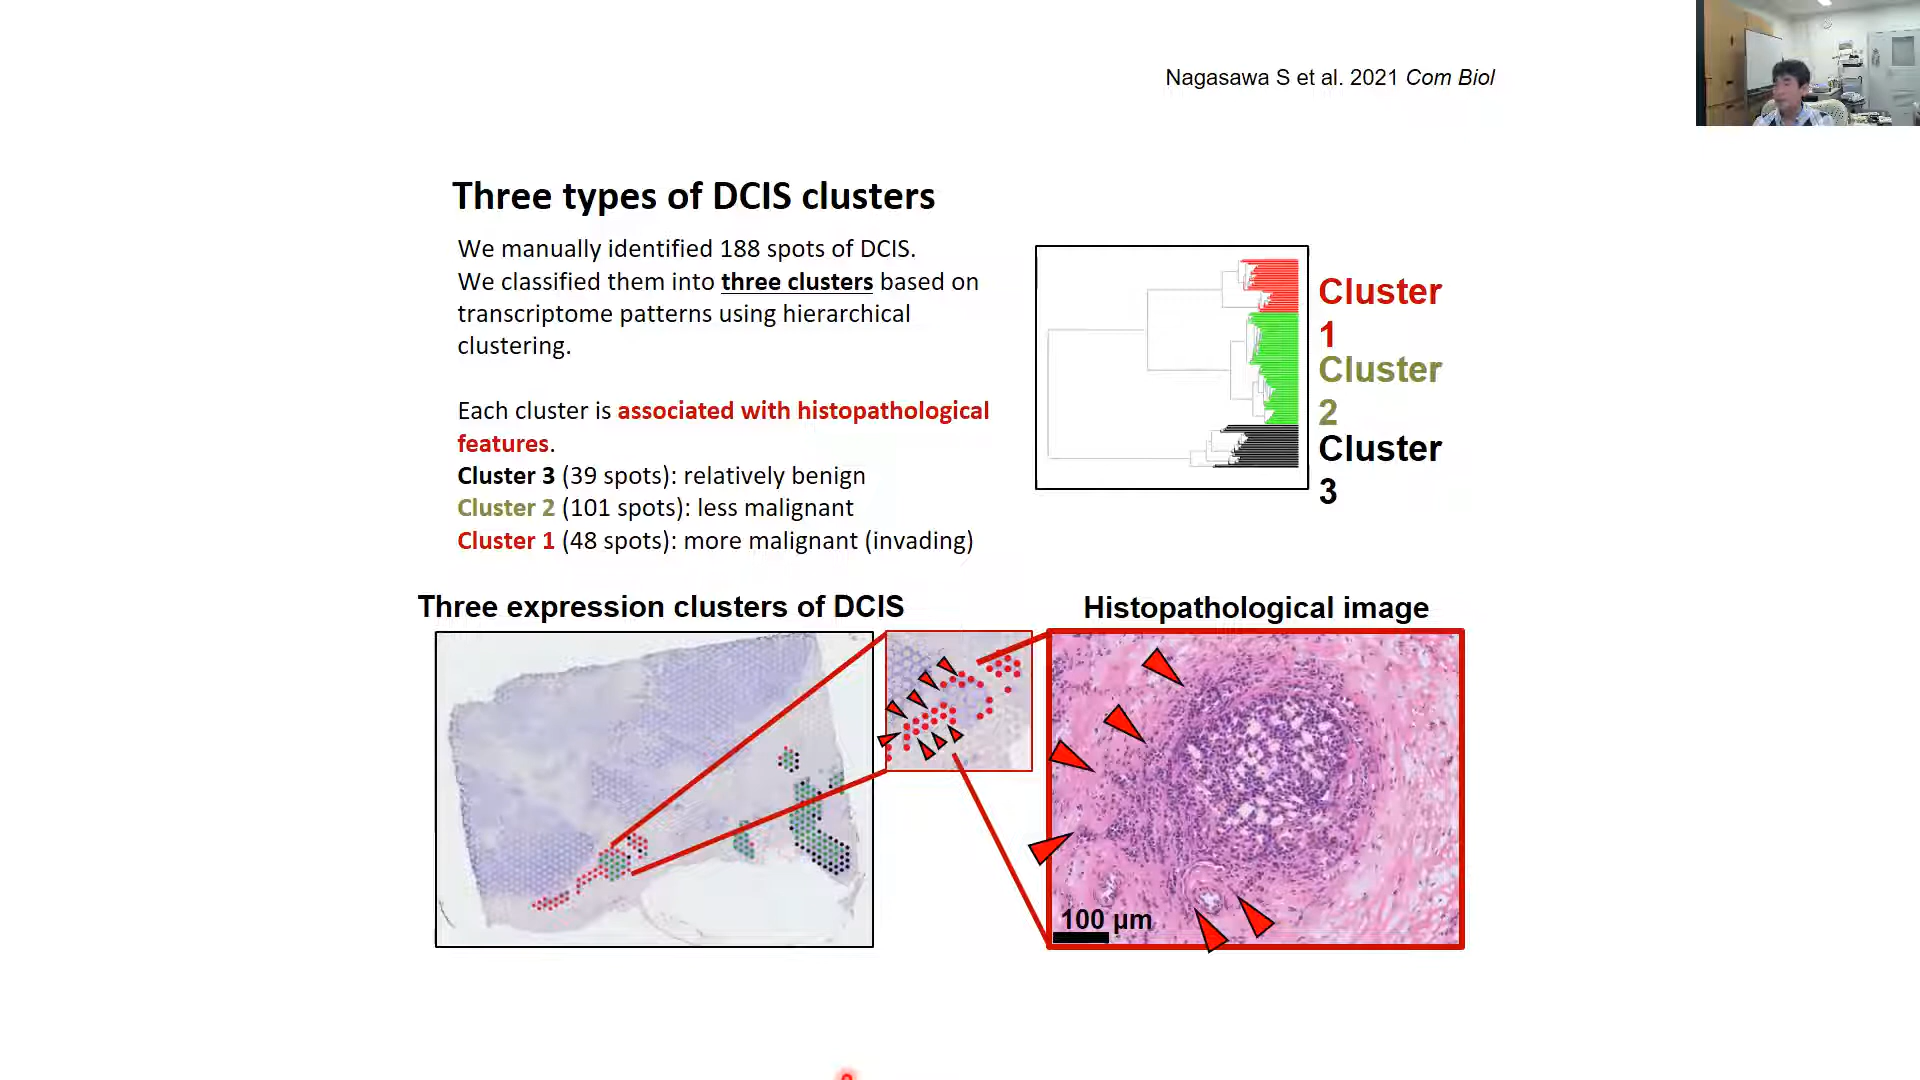 Nagasawa S et al. 2021 Com Biol
Three types of DCIS clusters
We manually identified 188 spots of DCIS.
We classified them into three clusters based on
transcriptome patterns using hierarchical
clustering.
Each cluster is associated with histopathological
features.
Cluster 3 (39 spots): relatively benign
Cluster 2 (101 spots): less malignant
Cluster 1 (48 spots): more malignant (invading)
Cluster
1
Cluster
2
Cluster
3
Three expression clusters of DCIS
Histopathological image
100 µm